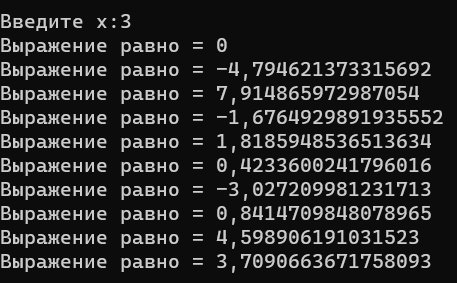 Введите x:3
Выражение равно = 0
Выражение равно = -4,794621373315692
Выражение равно = 7,914865972987054
Выражение равно = -1,6764929891935552
Выражение равно = 1,8185948536513634
Выражение равно = 0,4233600241796016
Выражение равно = -3,027209981231713
Выражение равно = 0,8414709848078965
Выражение равно = 4,598906191031523
Выражение равно = 3,7090663671758093